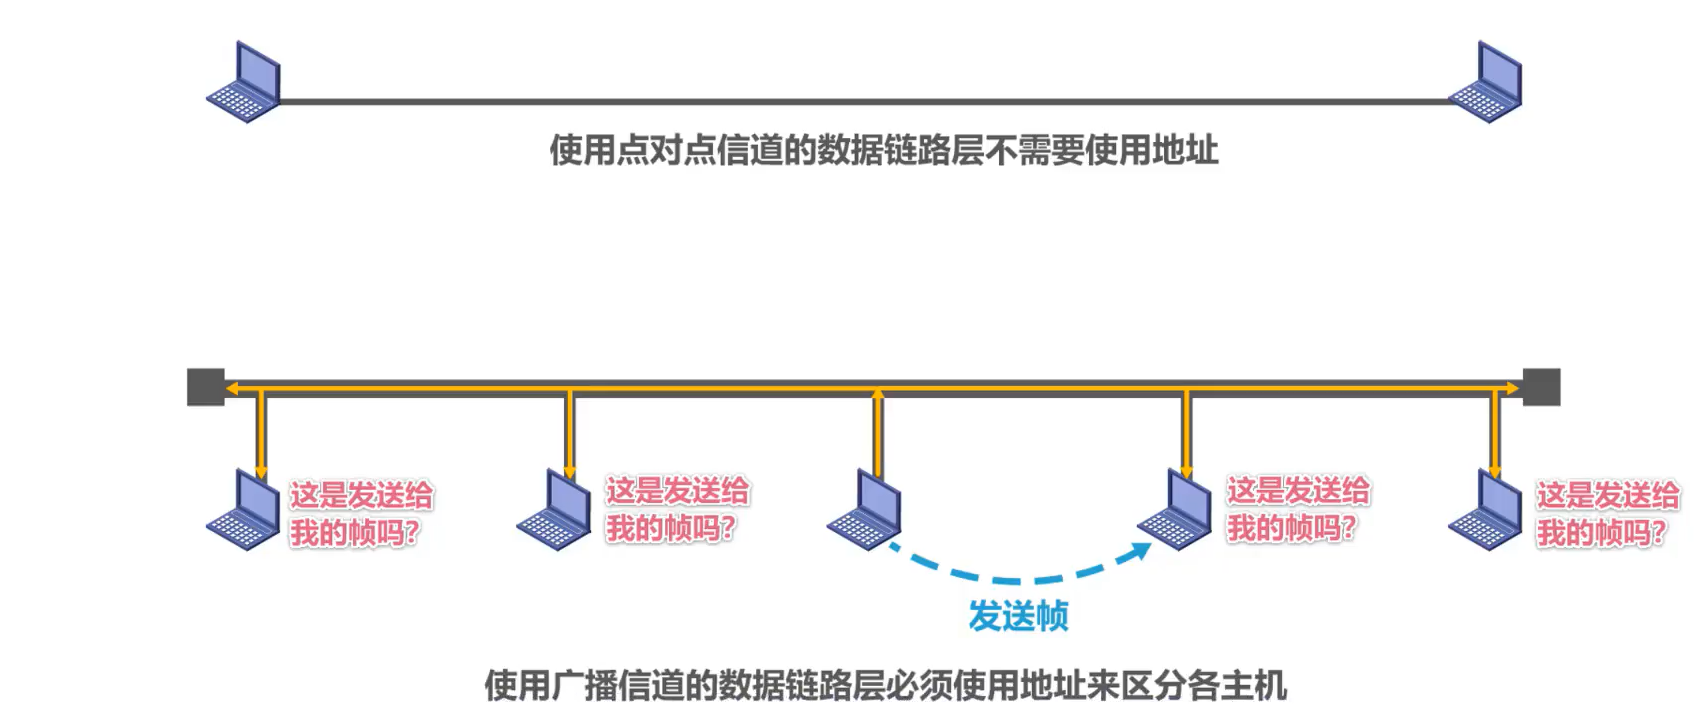 使用点对点信道的数据链路层不需要使用地址
这是发送给
我的帧吗?
这是发送给
我的帧吗?
这是发送给
我的帧吗?
这是发送给
我的帧吗?
发送帧
使用广播信道的数据链路层必须使用地址来区分各主机